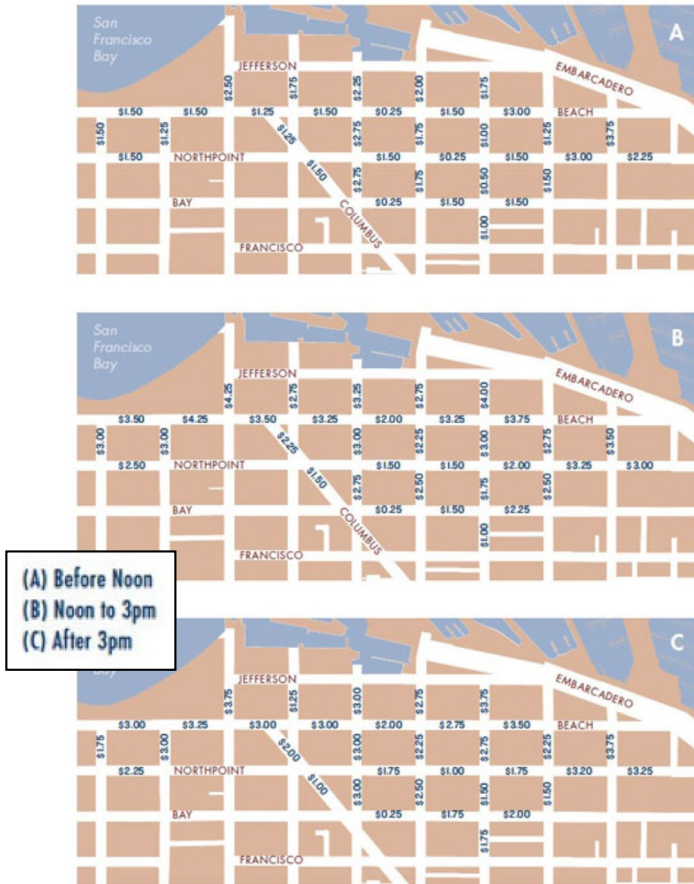 San
Francisco
Bay
A
JEFFERSON
EMBARCADERO
$2.50
$1.75
$2.25
$2.00
$1.75
$1.50 $1.50 $1.25 $1.50 $0.25 $1.50 $3.00 BEACH
$1.50
$1.25
$1.25
$2.75
$1.75
$1.00
$1.25
$3.75
$1.50 NORTHPOINT $1.50 $0.25 $1.50 $3.00 $2.25
$1.50
$2.75
$1.75
$0.50
$1.50
BAY COLUMBUS $0.25 $1.50 $1.50
$1.00
FRANCISCO
San
Francisco
Bay
B
JEFFERSON
EMBARCADERO
$4.25
$2.75
$3.25
$2.75
$4.00
$3.50 $4.25 $3.50 $3.25 $2.00 $3.25 $3.75 BEACH
$3.00
$3.00
$2.25
$3.00
$2.25
$3.00
$2.75
$3.50
$2.50 NORTHPOINT $1.50 $1.50 $2.00 $3.25 $3.00
$1.50
$2.75
$2.50
$1.75
$2.50
BAY COLUMBUS $0.25 $1.50 $2.25
$1.00
FRANCISCO
(A) Before Noon
(B) Noon to 3pm
(C) After 3pm
Bay
C
JEFFERSON
EMBARCADERO
$3.75
$1.25
$3.00
$2.75
$3.75
$3.00 $3.25 $3.00 $3.00 $2.00 $2.75 $3.50 BEACH
$1.75
$3.00
$2.00
$3.00
$2.25
$2.75
$2.25
$3.75
$2.25 NORTHPOINT $1.75 $1.00 $1.75 $3.20 $3.25
$1.00
$3.00
$2.50
$1.50
$1.50
BAY $0.25 $1.75 $2.00
$1.75
FRANCISCO